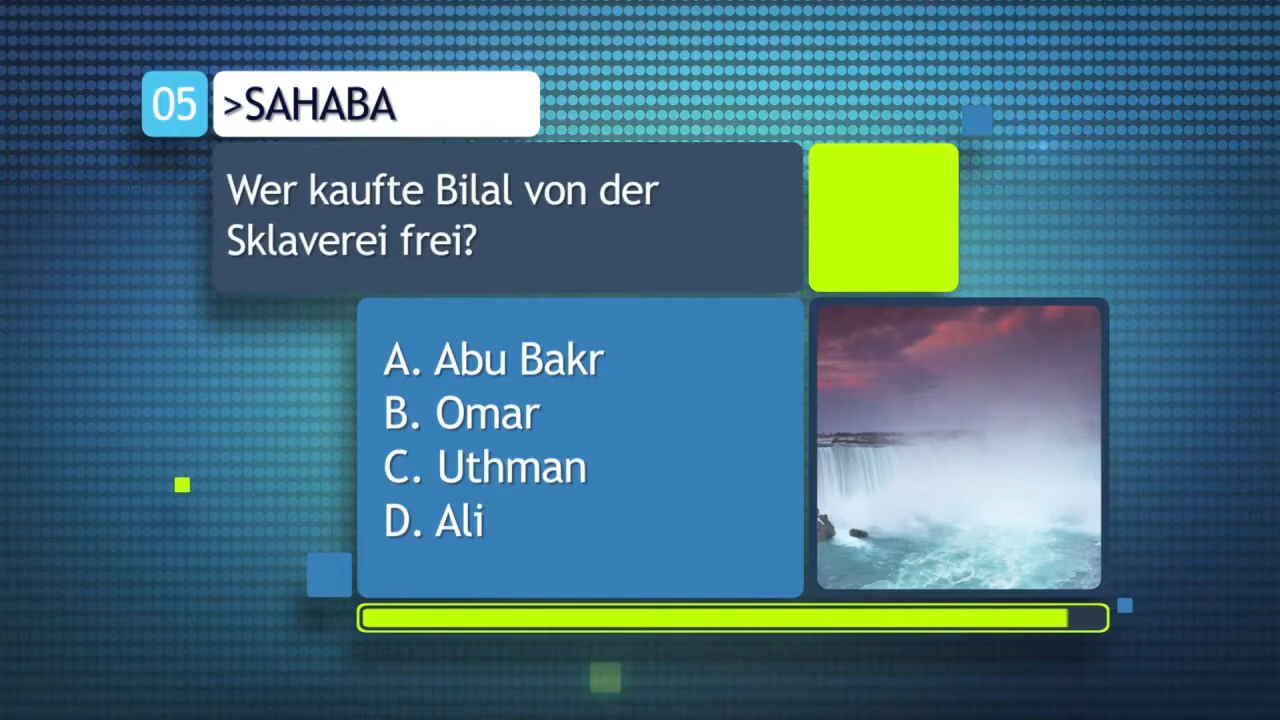 05 >SAHABA
Wer kaufte Bilal von der
Sklaverei frei?
A. Abu Bakr
B. Omar
C. Uthman
D. Ali